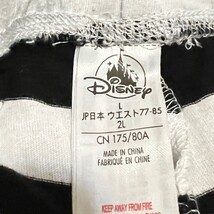 Disney
L
JP日本 ウエスト77-85
2L
CN 175/80A
MADE IN CHINA
FABRIQUÉ EN CHINE
KEEP AWAY FROM FIRE